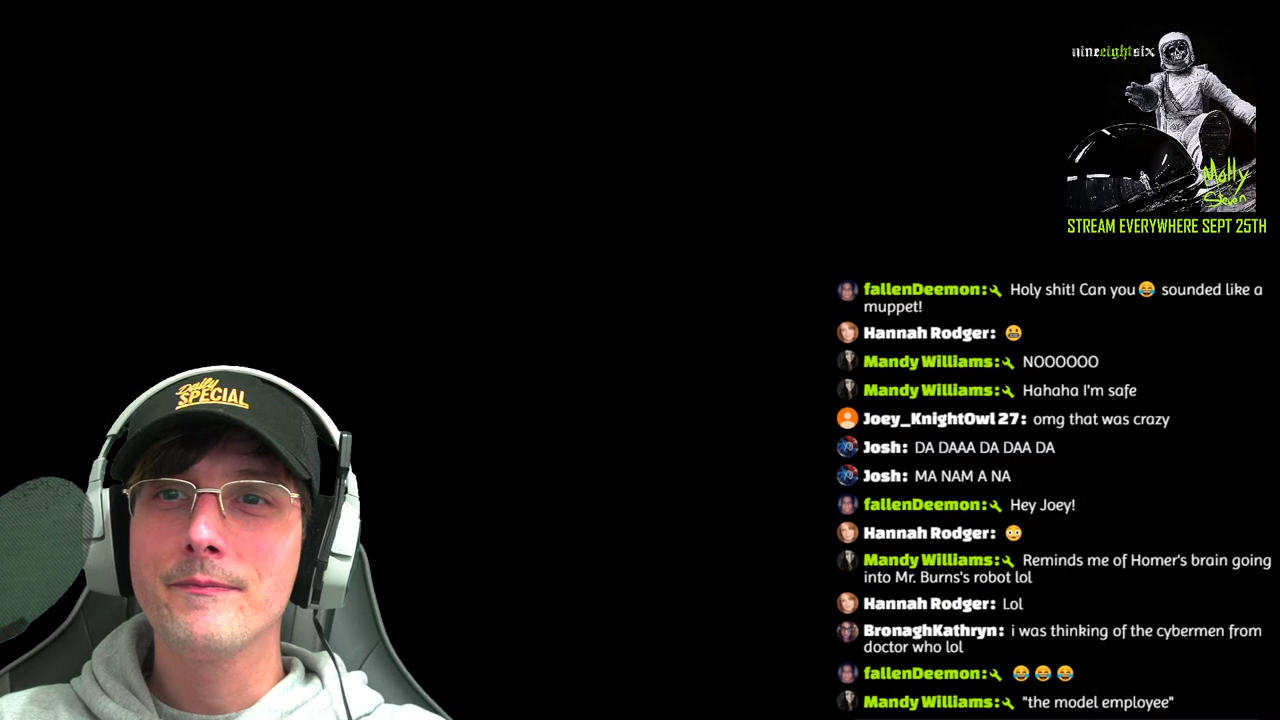 nineeightsix
Molly
Steven
STREAM EVERYWHERE SEPT 25TH
Daily
SPECIAL
fallenDeemon: Holy shit! Can you😂 sounded like a
muppet!
Hannah Rodger: 😬
Mandy Williams: NOOOOOO
Mandy Williams: Hahaha I'm safe
Joey_KnightOwl 27: omg that was crazy
Josh: DA DAAA DA DAA DA
Josh: MA NAM A NA
fallenDeemon: Hey Joey!
Hannah Rodger: 😳
Mandy Williams: Reminds me of Homer's brain going
into Mr. Burns's robot lol
Hannah Rodger: Lol
BronaghKathryn: i was thinking of the cybermen from
doctor who lol
fallenDeemon: 😂 😂 😂
Mandy Williams: "the model employee"